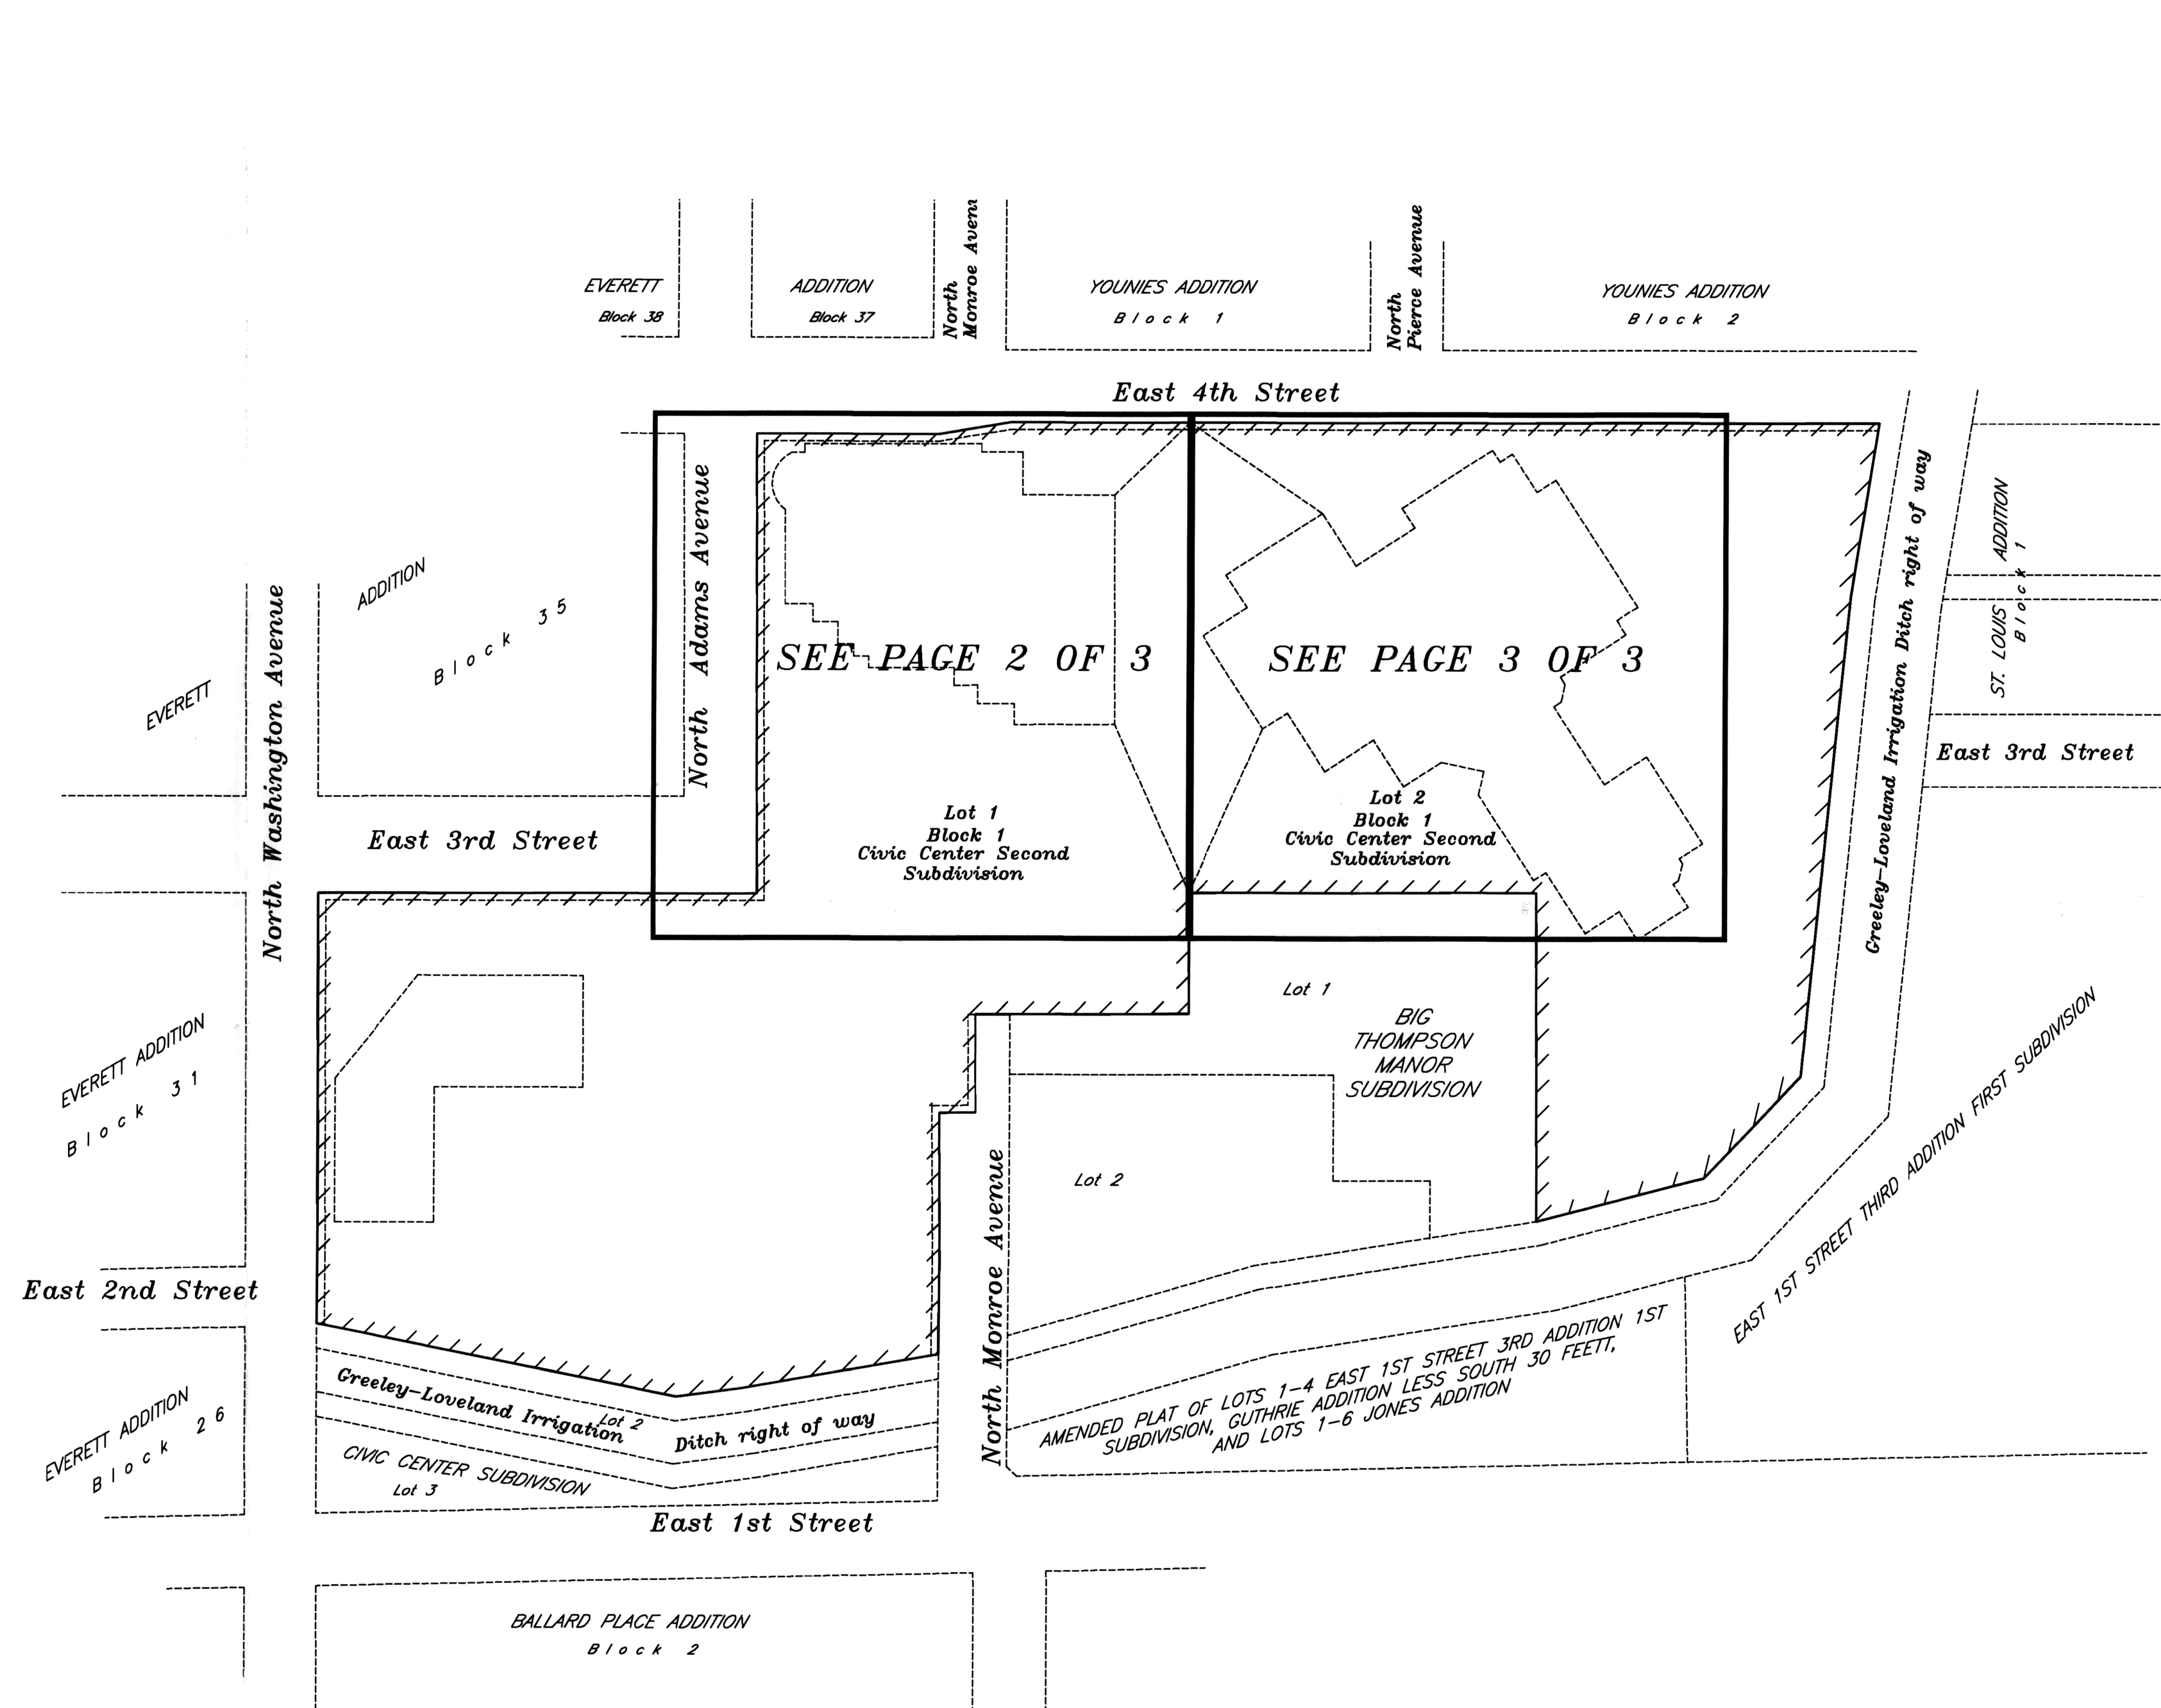 EVERETT
Block 38
ADDITION
Block 37
North
Monroe Avenu
YOUNIES ADDITION
Block 1
North
Pierce Avenue
YOUNIES ADDITION
Block 2
East 4th Street
EVERETT
ADDITION
Block 35
North Washington Avenue
North Adams Avenue
SEE PAGE 2 OF 3
SEE PAGE 3 OF 3
Lot 1
Block 1
Civic Center Second
Subdivision
Lot 2
Block 1
Civic Center Second
Subdivision
Greeley-Loveland Irrigation Ditch right of way
ST. LOUIS ADDITION
Block 1
East 3rd Street
East 3rd Street
EVERETT ADDITION
Block 31
Lot 1
BIG
THOMPSON
MANOR
SUBDIVISION
Lot 2
North Monroe Avenue
EAST 1ST STREET THIRD ADDITION FIRST SUBDIVISION
East 2nd Street
EVERETT ADDITION
Block 26
Greeley-Loveland Irrigation
Lot 2
Ditch right of way
CIVIC CENTER SUBDIVISION
Lot 3
AMENDED PLAT OF LOTS 1-4 EAST 1ST STREET 3RD ADDITION 1ST
SUBDIVISION, GUTHRIE ADDITION LESS SOUTH 30 FEETT,
AND LOTS 1-6 JONES ADDITION
East 1st Street
BALLARD PLACE ADDITION
Block 2